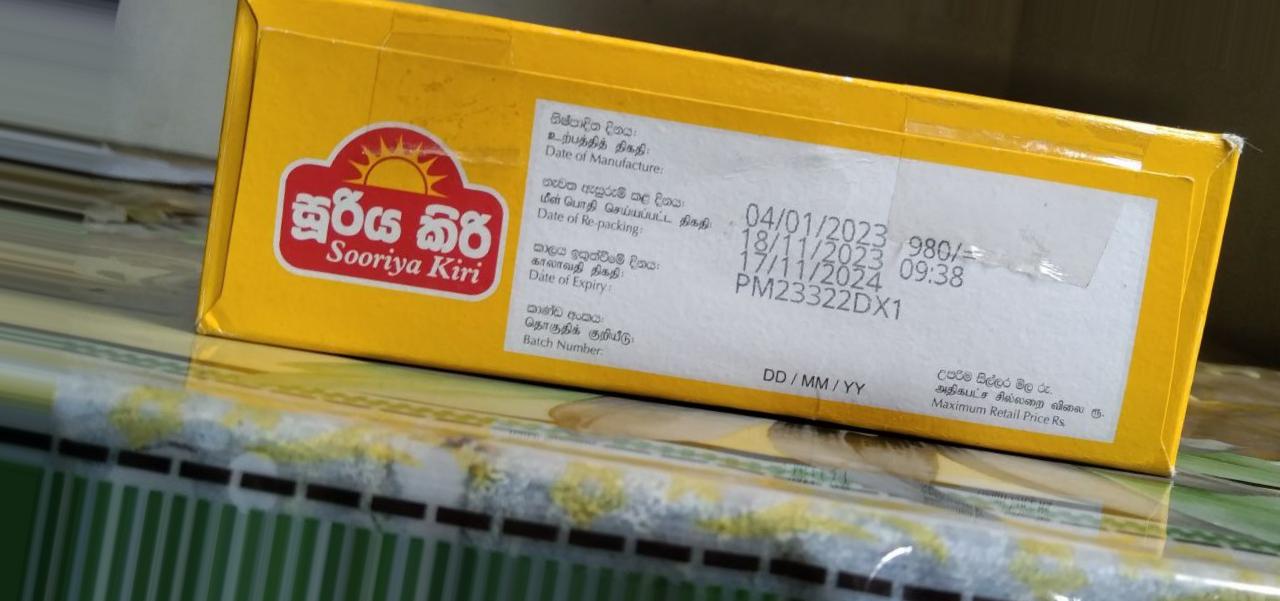 සූරිය කිරි
Sooriya Kiri
නිෂ්පාදිත දිනය:
உற்பத்தித் திகதி:
Date of Manufacture:
නැවත ඇසුරුම් කළ දිනය:
மீள் பொதி செய்யப்பட்ட திகதி:
Date of Re-packing:
කාලය ඉකුත්වීමේ දිනය:
காலாவதி திகதி:
Date of Expiry:
කාණ්ඩ අංකය:
தொகுதிக் குறியீடு:
Batch Number:
04/01/2023 980/=
18/11/2023 09:38
17/11/2024
PM23322DX1
DD / MM / YY
උපරිම සිල්ලර මිල රු.
அதிகபட்ச சில்லறை விலை ரூ.
Maximum Retail Price Rs.